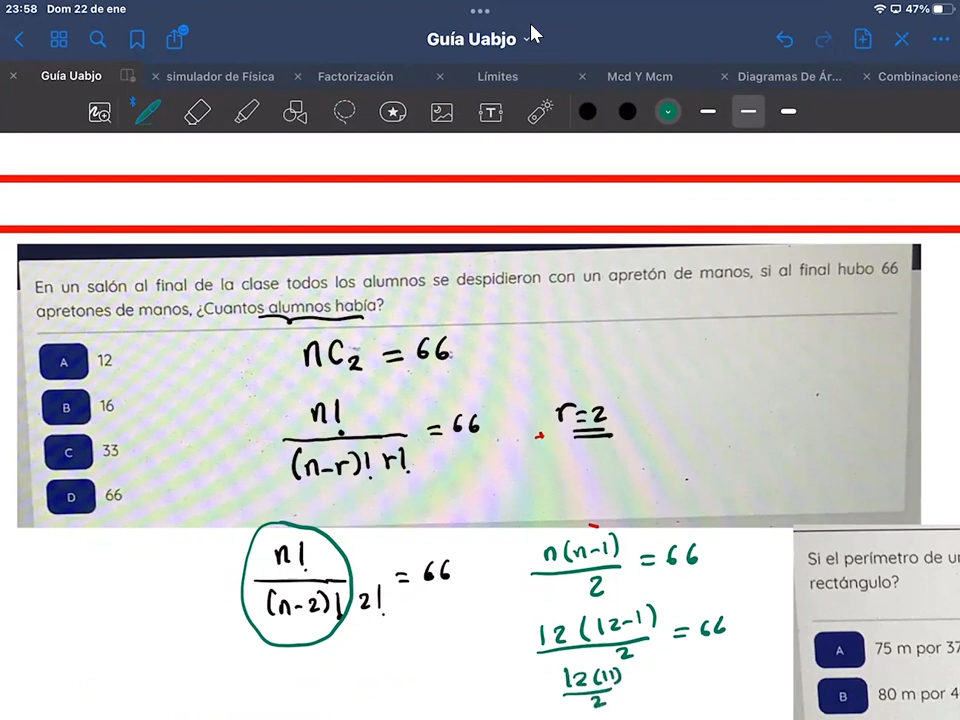 23:58 Dom 22 de ene
47%
Guía Uabjo
Guía Uabjo
simulador de Física
Factorización
Límites
Mcd Y Mcm
Diagramas De Ár...
Combinacione
En un salón al final de la clase todos los alumnos se despidieron con un apretón de manos, si al final hubo 66
apretones de manos, ¿Cuantos alumnos había?
A 12
B 16
C 33
D 66
nC₂ = 66
n!
(n-r)! r!
= 66
r=2
n!
(n-2)! 2!
= 66
n(n-1)
2
= 66
12(12-1)
2
= 66
12(11)
2
Si el perímetro de u
rectángulo?
A 75 m por 37
B 80 m por 4